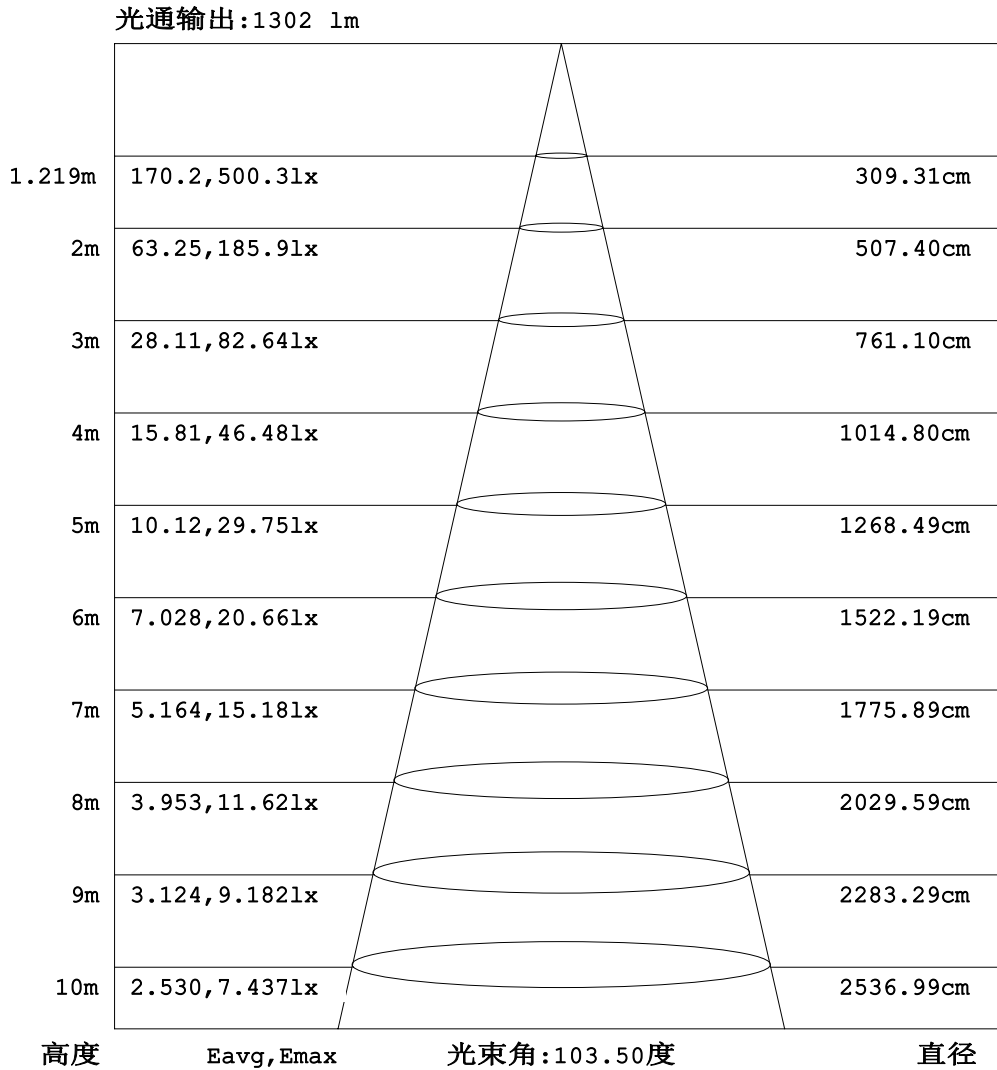 光通输出:1302 lm
1.219m 170.2,500.3lx 309.31cm
2m 63.25,185.9lx 507.40cm
3m 28.11,82.64lx 761.10cm
4m 15.81,46.48lx 1014.80cm
5m 10.12,29.75lx 1268.49cm
6m 7.028,20.66lx 1522.19cm
7m 5.164,15.18lx 1775.89cm
8m 3.953,11.62lx 2029.59cm
9m 3.124,9.182lx 2283.29cm
10m 2.530,7.437lx 2536.99cm
高度 Eavg,Emax 光束角:103.50度 直径